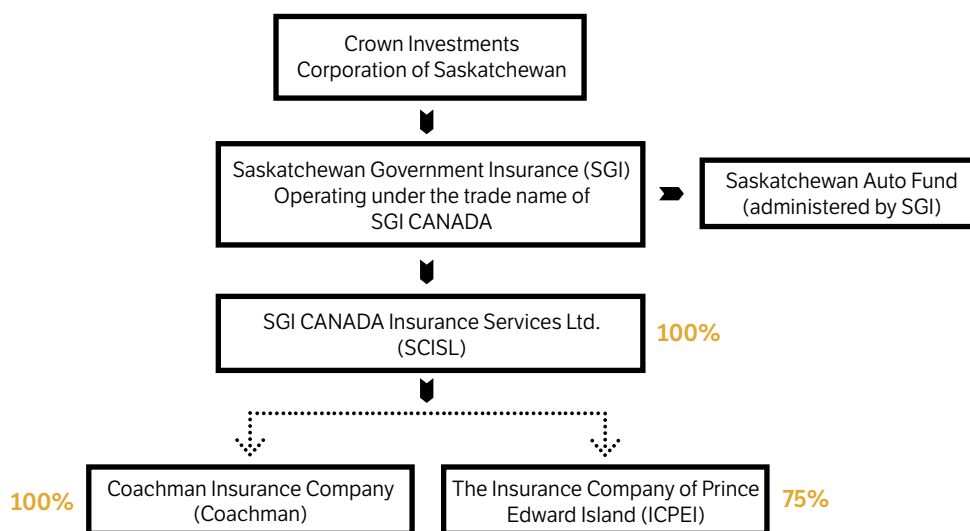 Crown Investments
Corporation of Saskatchewan
Saskatchewan Government Insurance (SGI)
Operating under the trade name of
SGI CANADA
Saskatchewan Auto Fund
(administered by SGI)
SGI CANADA Insurance Services Ltd.
(SCISL)
100%
100%
Coachman Insurance Company
(Coachman)
The Insurance Company of Prince
Edward Island (ICPEI)
75%